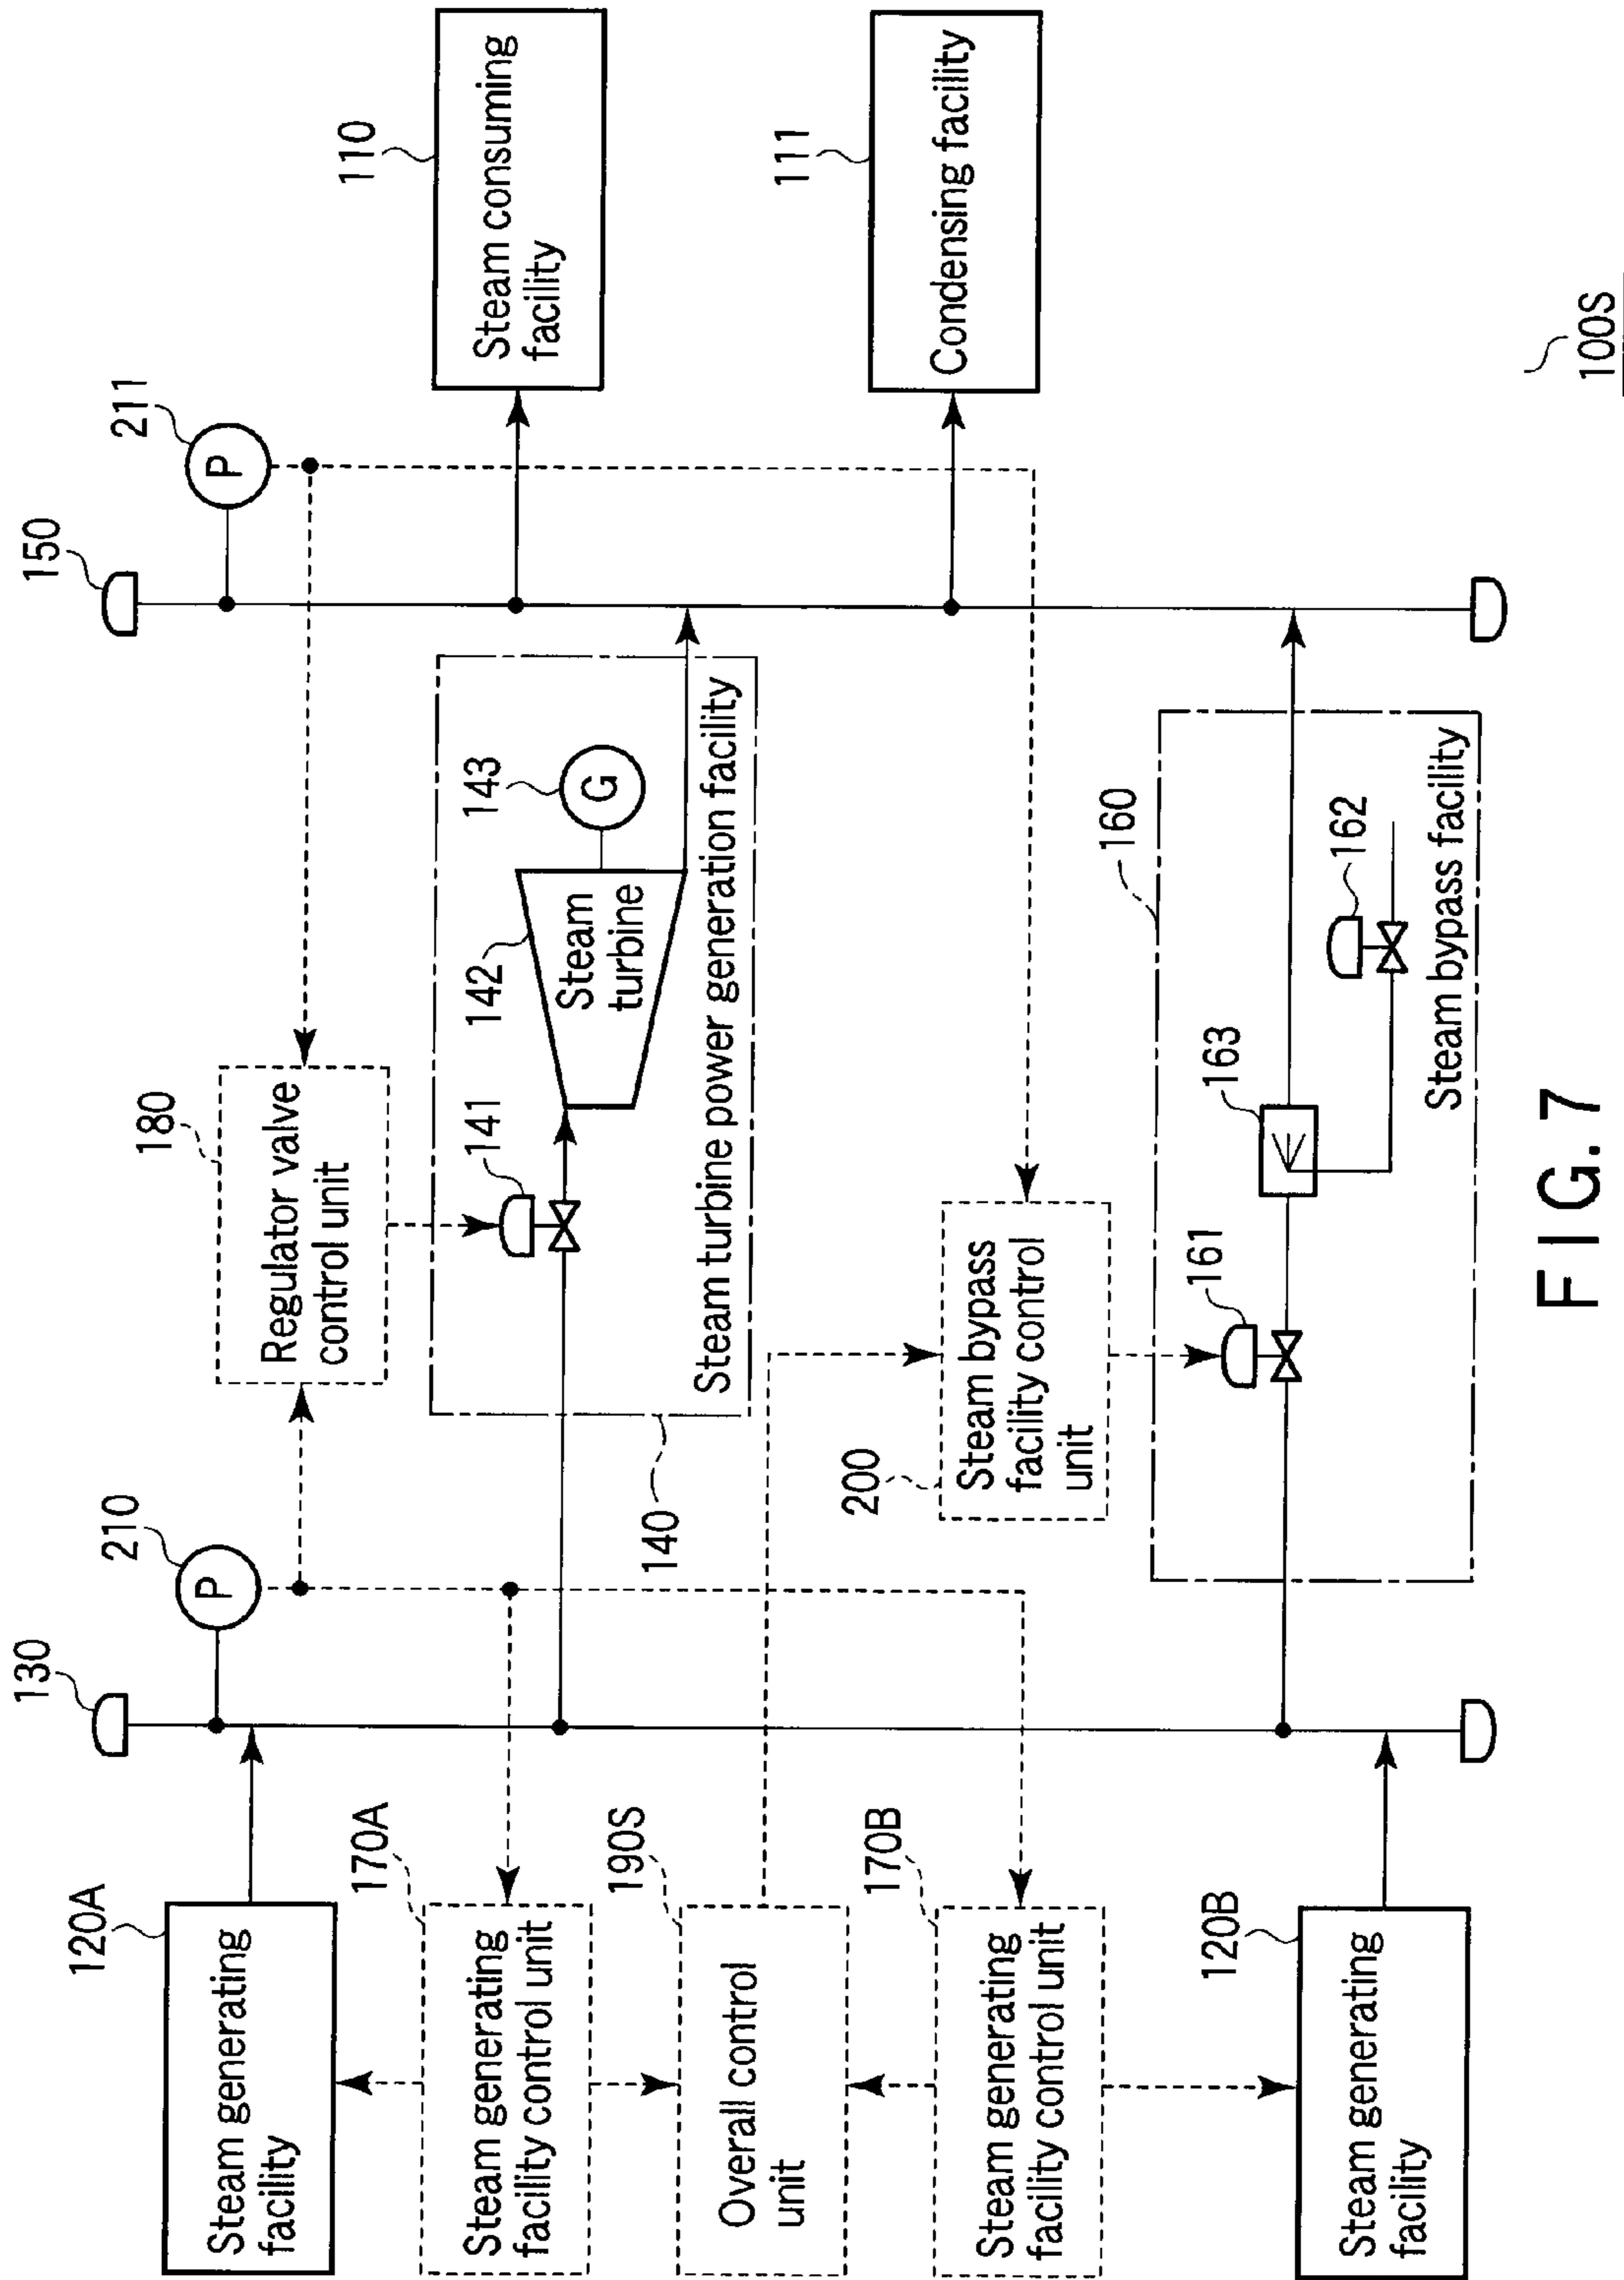 120A
Steam generating
facility
170A
Steam generating
facility control unit
190S
Overall control
unit
170B
Steam generating
facility control unit
120B
Steam generating
facility
130
210
P
180
Regulator valve
control unit
140
141
142
Steam
turbine
143
G
Steam turbine power generation facility
200
Steam bypass
facility control
unit
160
161
163
162
Steam bypass facility
150
211
P
110
Steam consuming
facility
111
Condensing facility
100S
FIG.7